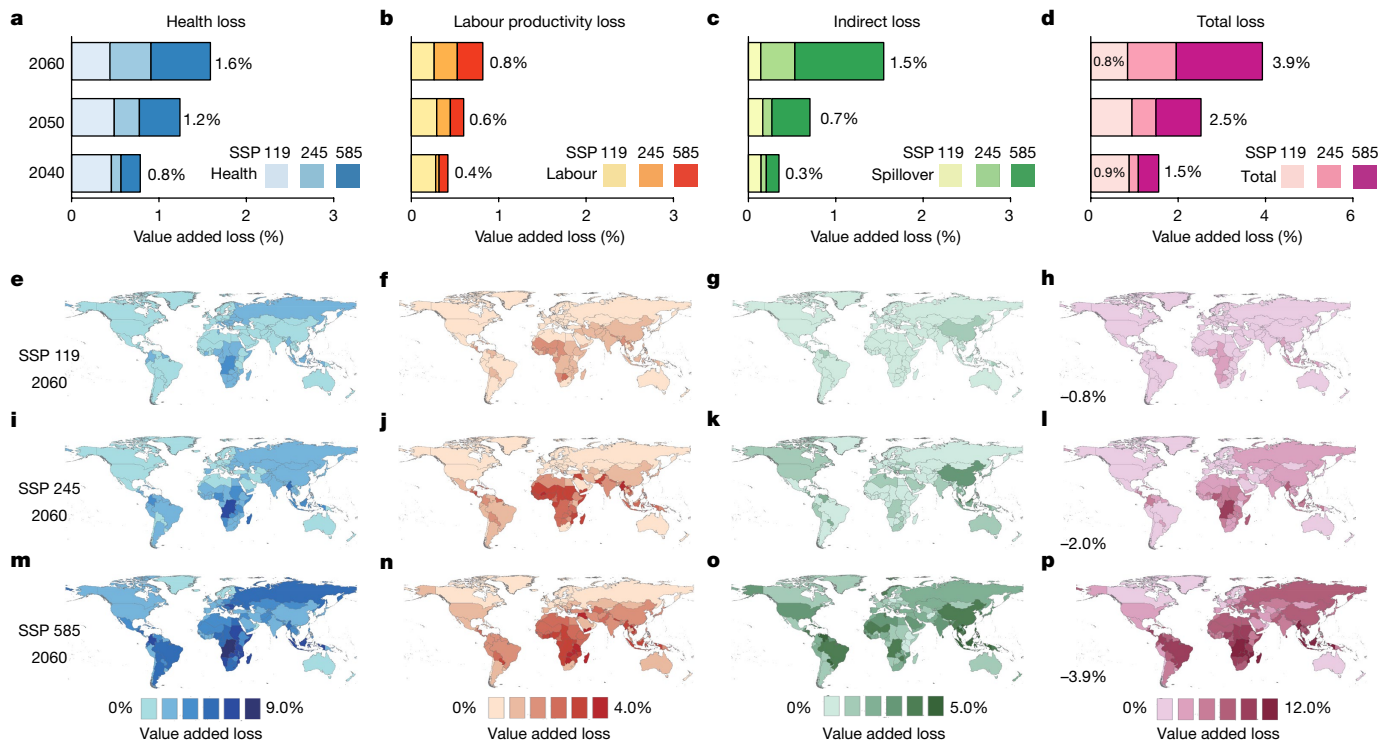 a Health loss
2060 1.6%
2050 1.2%
2040 0.8%
SSP 119 245 585
Health
0 1 2 3
Value added loss (%)
b Labour productivity loss
0.8%
0.6%
0.4%
SSP 119 245 585
Labour
0 1 2 3
Value added loss (%)
c Indirect loss
1.5%
0.7%
0.3%
SSP 119 245 585
Spillover
0 1 2 3
Value added loss (%)
d Total loss
0.8% 3.9%
2.5%
0.9% 1.5%
SSP 119 245 585
Total
0 2 4 6
Value added loss (%)
e f g h
SSP 119
2060
–0.8%
i j k l
SSP 245
2060
–2.0%
m n o p
SSP 585
2060
–3.9%
0% 9.0%
Value added loss
0% 4.0%
Value added loss
0% 5.0%
Value added loss
0% 12.0%
Value added loss